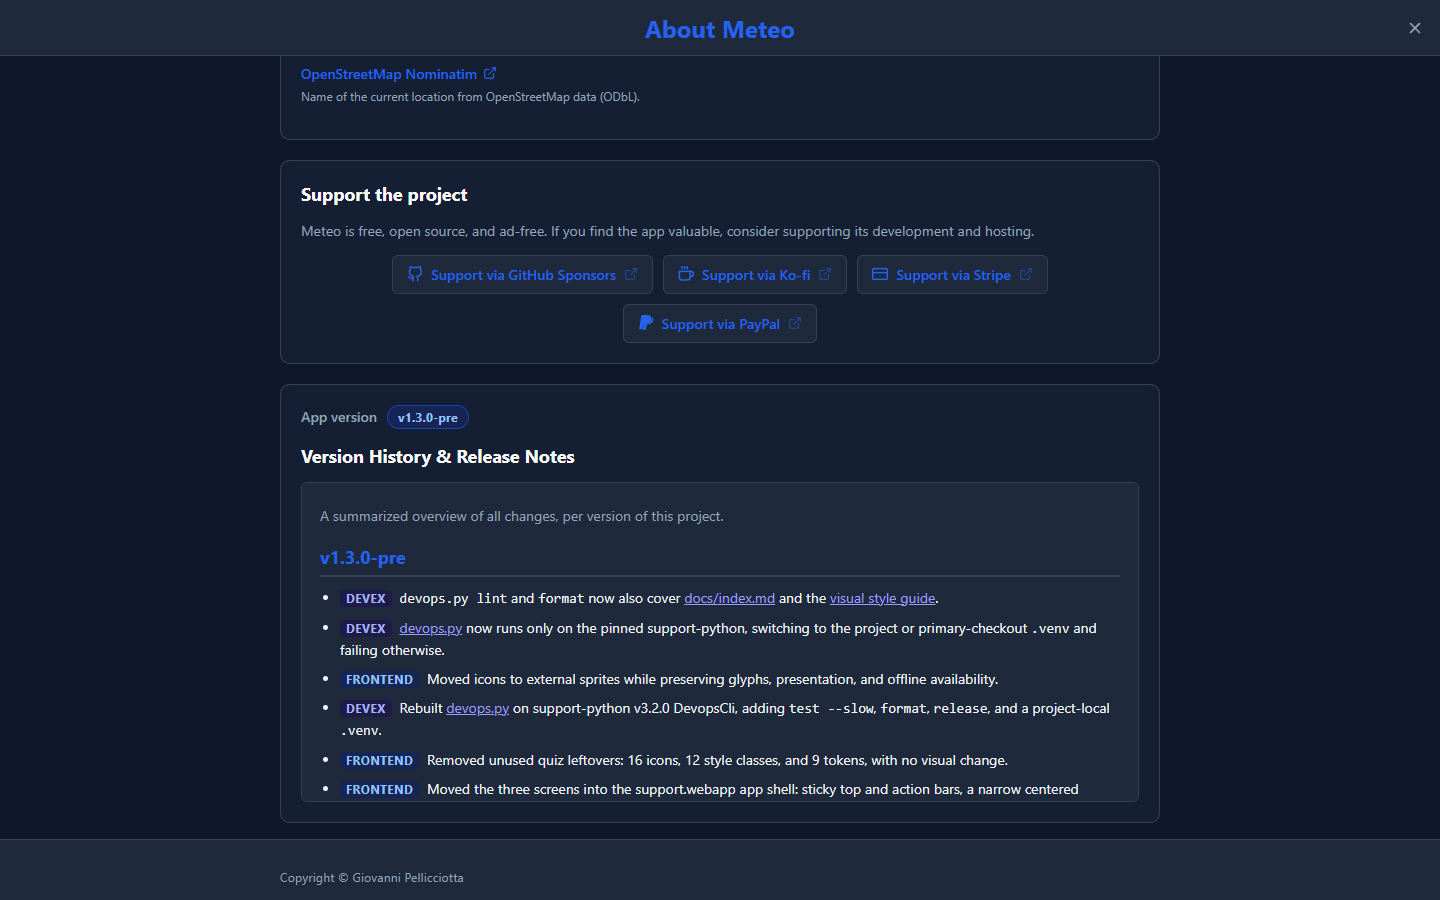 About Meteo
OpenStreetMap Nominatim
Name of the current location from OpenStreetMap data (ODbL).
Support the project
Meteo is free, open source, and ad-free. If you find the app valuable, consider supporting its development and hosting.
Support via GitHub Sponsors
Support via Ko-fi
Support via Stripe
Support via PayPal
App version v1.3.0-pre
Version History & Release Notes
A summarized overview of all changes, per version of this project.
v1.3.0-pre
DEVEX devops.py lint and format now also cover docs/index.md and the visual style guide.
DEVEX devops.py now runs only on the pinned support-python, switching to the project or primary-checkout .venv and
failing otherwise.
FRONTEND Moved icons to external sprites while preserving glyphs, presentation, and offline availability.
DEVEX Rebuilt devops.py on support-python v3.2.0 DevopsCli, adding test --slow, format, release, and a project-local
.venv.
FRONTEND Removed unused quiz leftovers: 16 icons, 12 style classes, and 9 tokens, with no visual change.
FRONTEND Moved the three screens into the support.webapp app shell: sticky top and action bars, a narrow centered
Copyright © Giovanni Pellicciotta